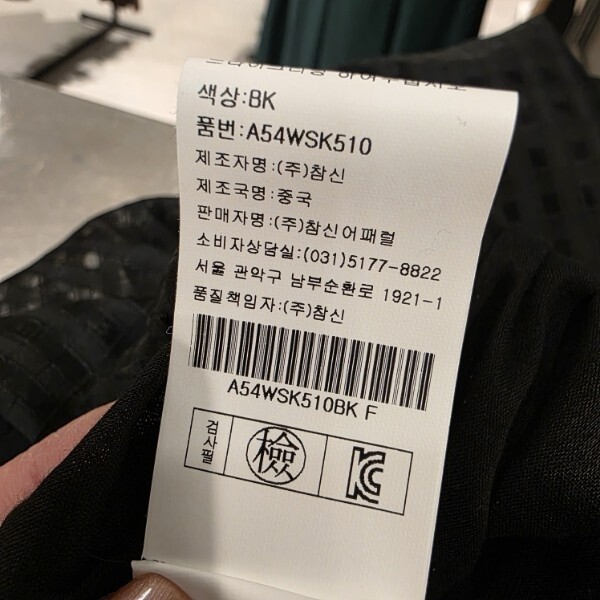 색상:BK
품번:A54WSK510
제조자명:(주)참신
제조국명:중국
판매자명:(주)참신어패럴
소비자상담실:(031)5177-8822
서울 관악구 남부순환로 1921-1
품질책임자:(주)참신
A54WSK510BK F
검사필
檢
KC